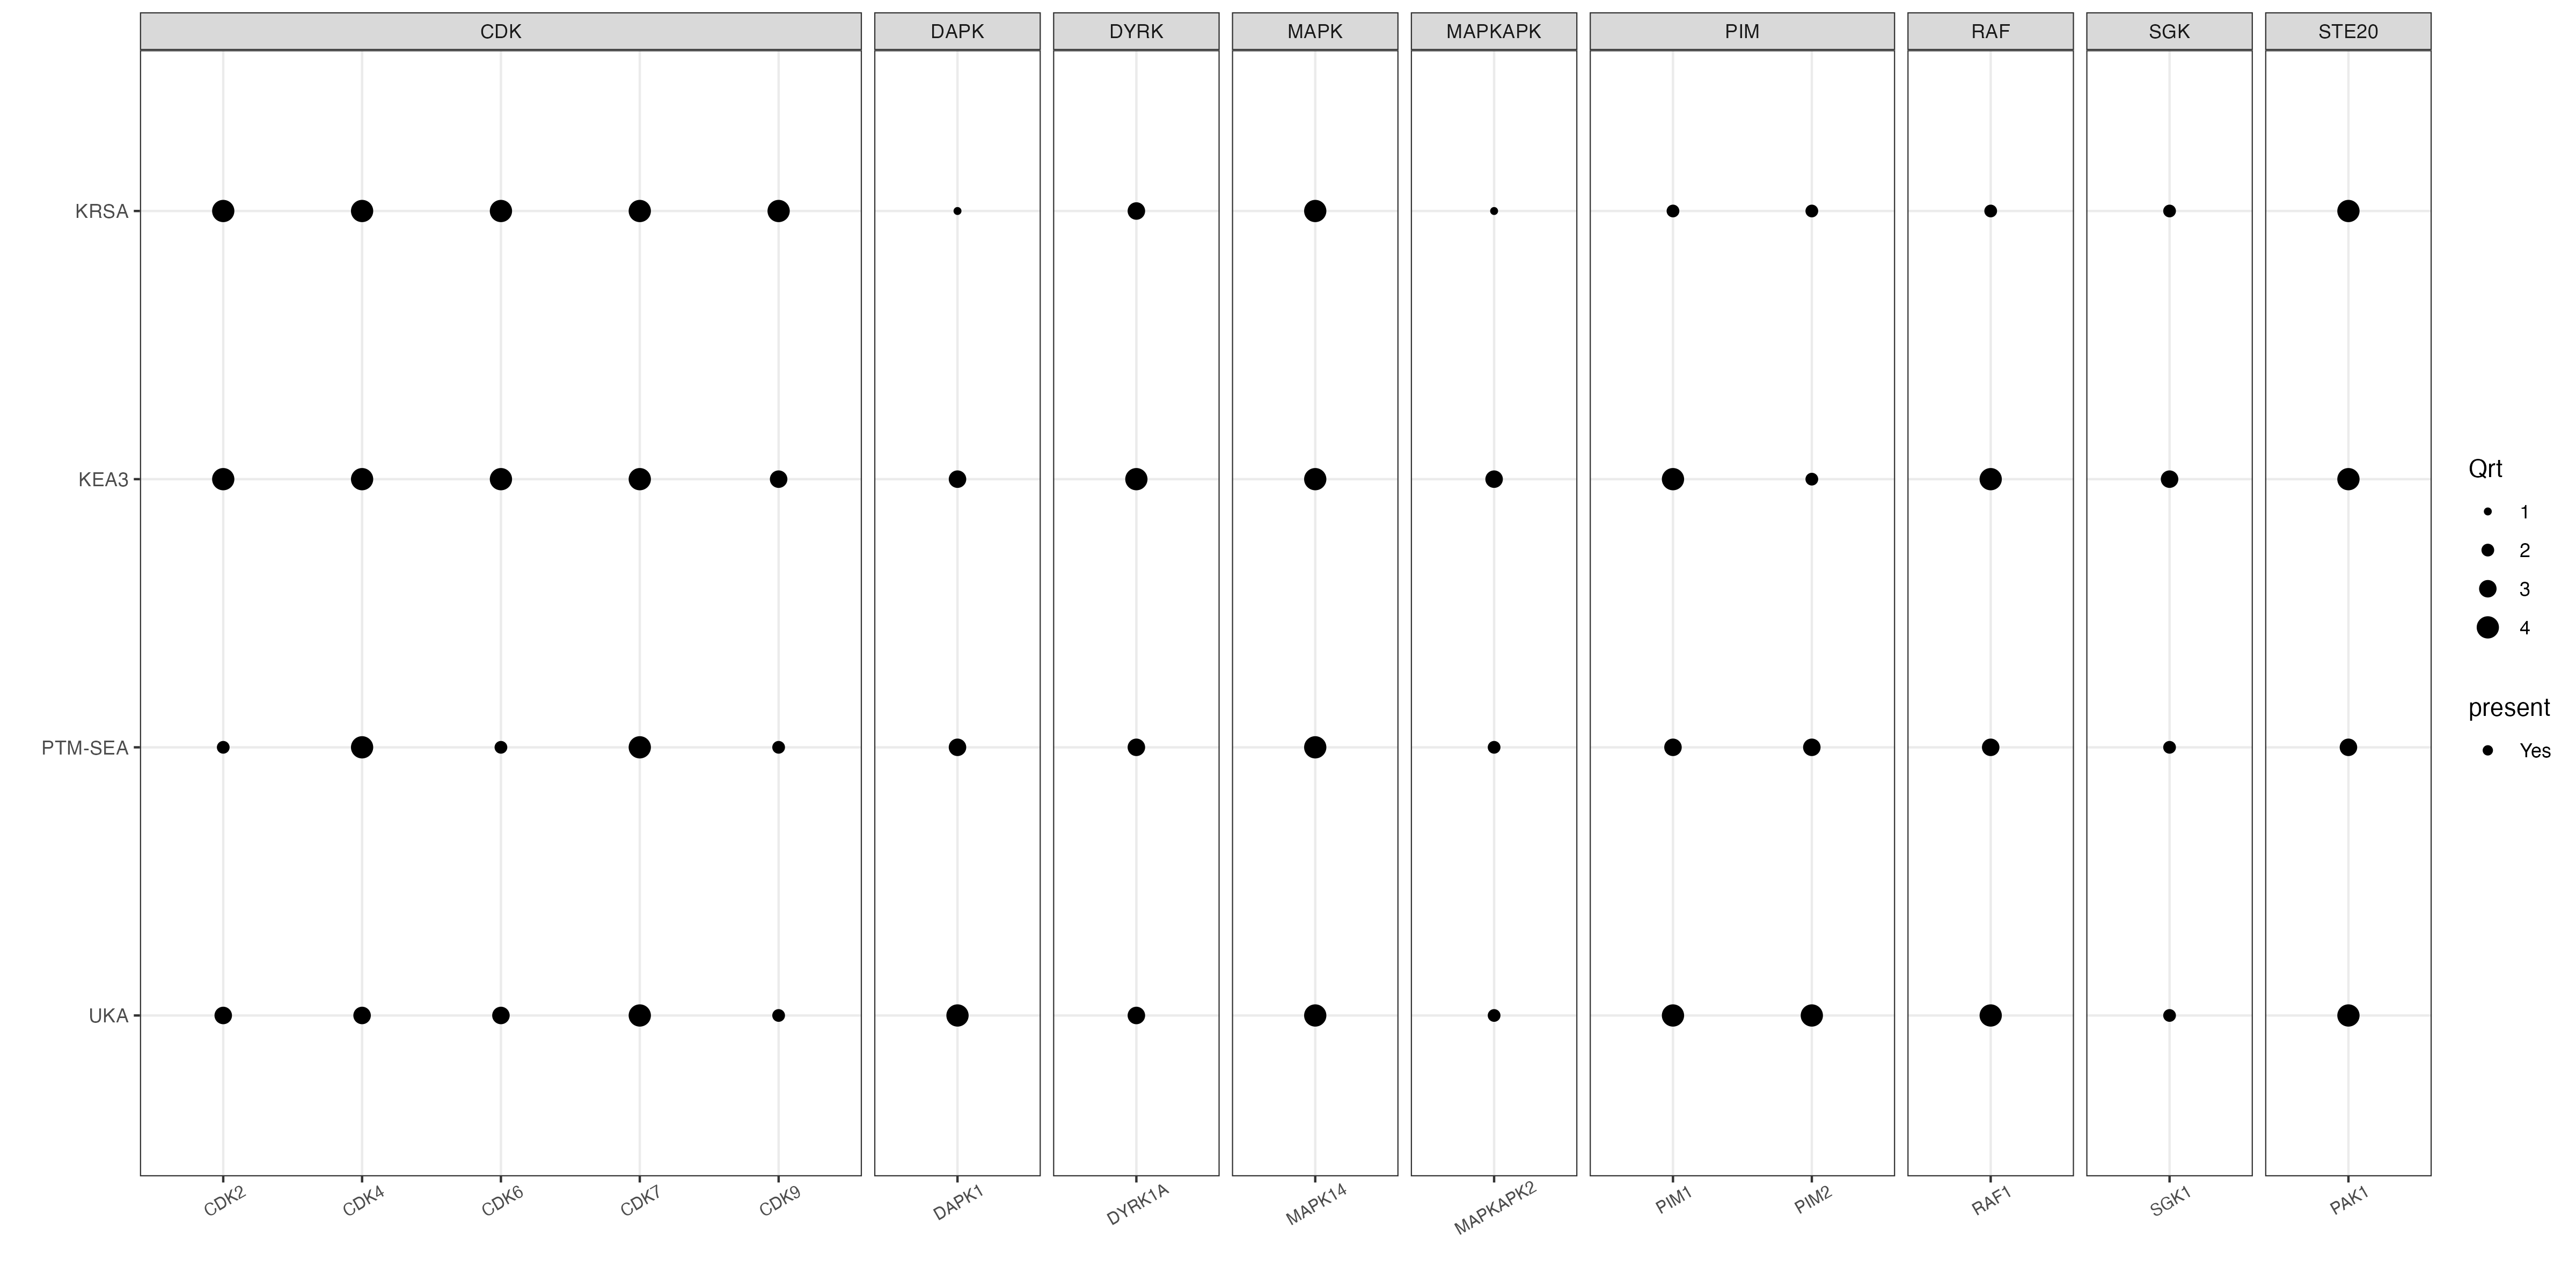 CDK DAPK DYRK MAPK MAPKAPK PIM RAF SGK STE20
KRSA
KEA3
PTM-SEA
UKA
CDK2 CDK4 CDK6 CDK7 CDK9 DAPK1 DYRK1A MAPK14 MAPKAPK2 PIM1 PIM2 RAF1 SGK1 PAK1
Qrt
1
2
3
4
present
Yes